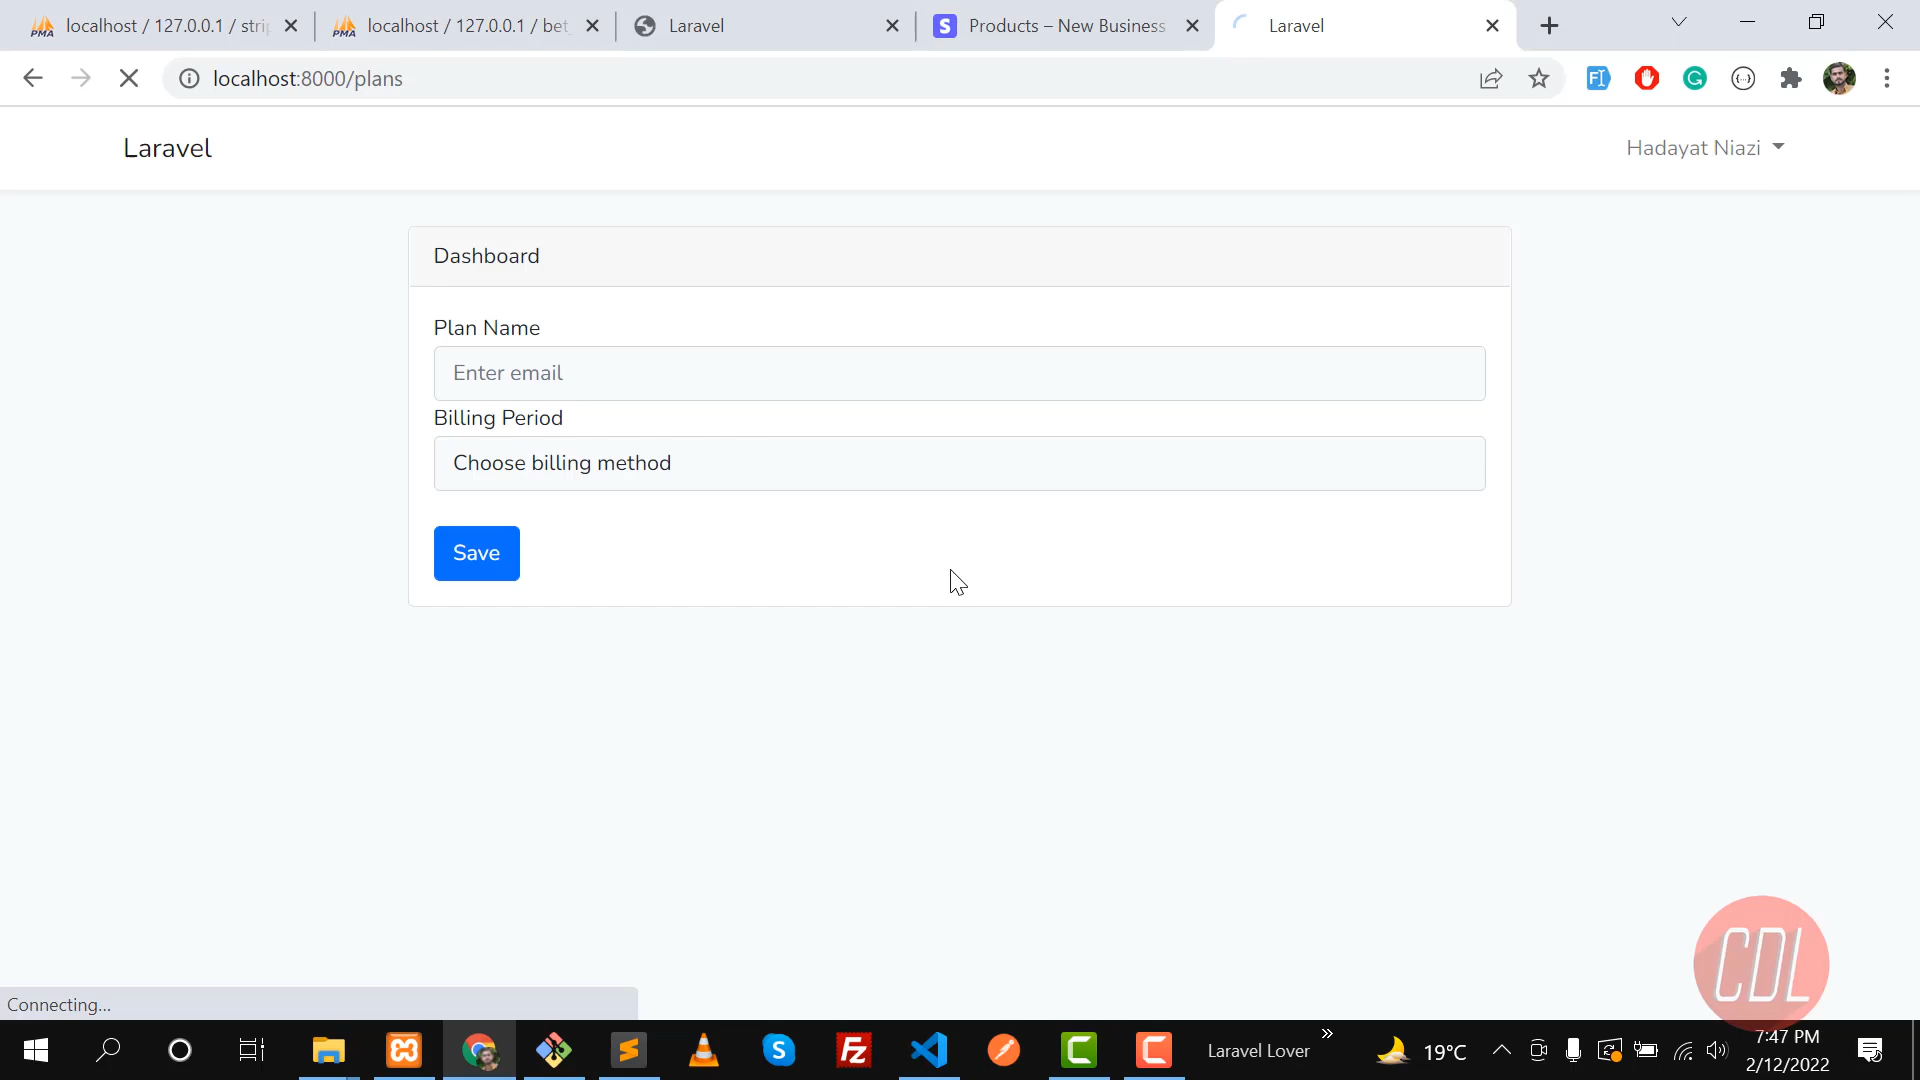 localhost / 127.0.0.1 / strip
localhost / 127.0.0.1 / bet_
Laravel
Products – New Business
Laravel
localhost:8000/plans
Laravel
Hadayat Niazi
Dashboard
Plan Name
Enter email
Billing Period
Choose billing method
Save
CDL
Connecting...
Laravel Lover
19°C
7:47 PM
2/12/2022